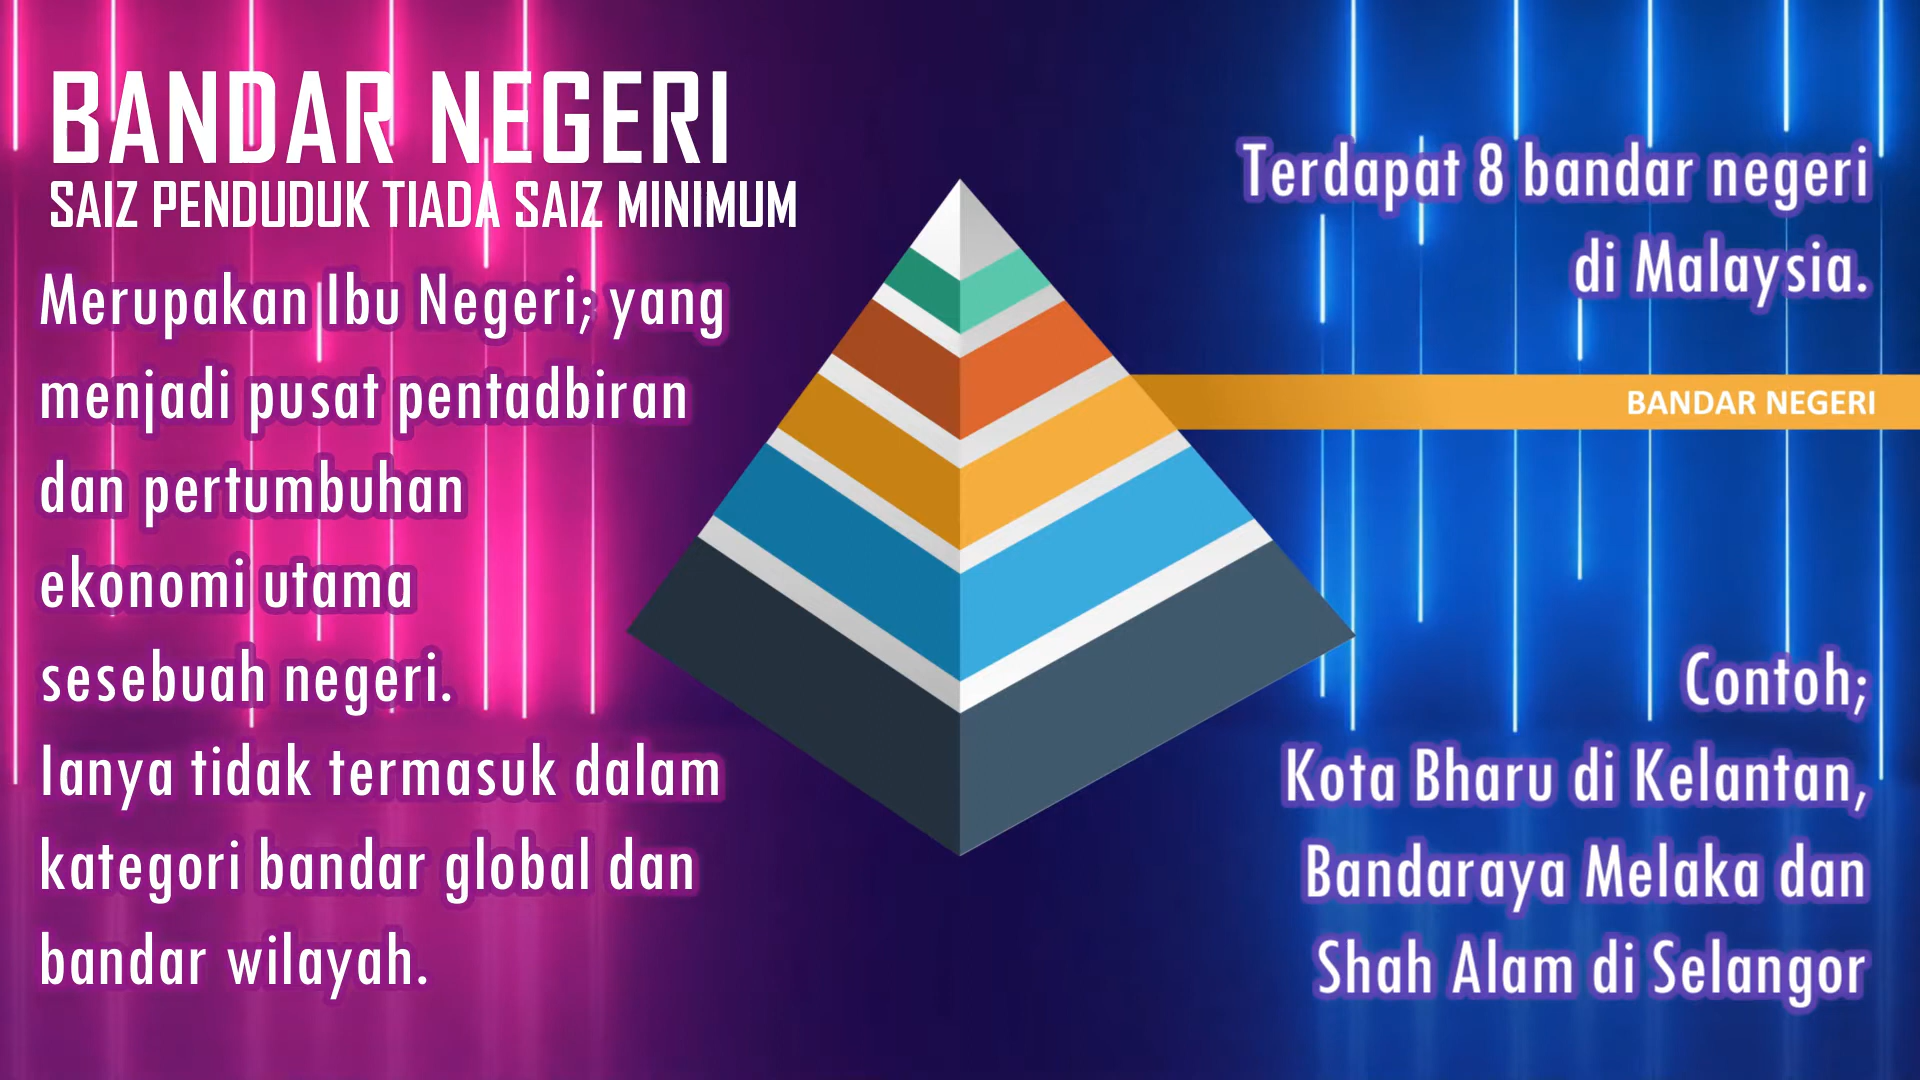 BANDAR NEGERI
SAIZ PENDUDUK TIADA SAIZ MINIMUM
Merupakan Ibu Negeri; yang
menjadi pusat pentadbiran
dan pertumbuhan
ekonomi utama
sesebuah negeri.
Ianya tidak termasuk dalam
kategori bandar global dan
bandar wilayah.
Terdapat 8 bandar negeri
di Malaysia.
BANDAR NEGERI
Contoh;
Kota Bharu di Kelantan,
Bandaraya Melaka dan
Shah Alam di Selangor